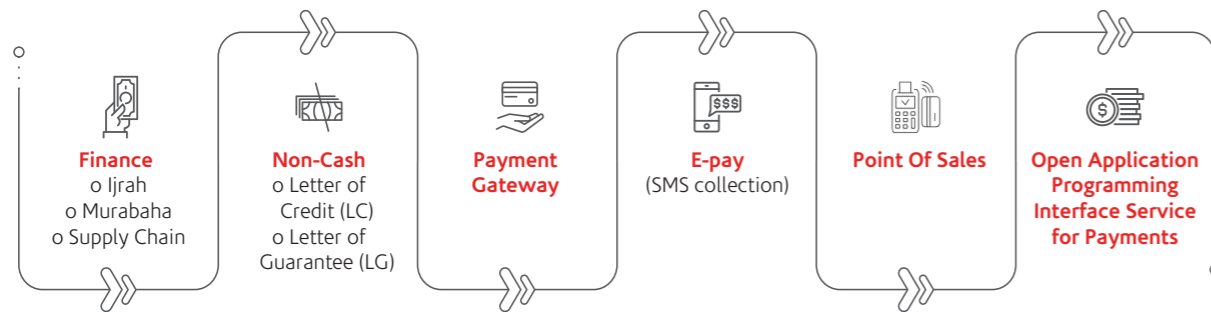 Finance
o Ijrah
o Murabaha
o Supply Chain
Non-Cash
o Letter of
Credit (LC)
o Letter of
Guarantee (LG)
Payment
Gateway
$$$
E-pay
(SMS collection)
Point Of Sales
$
Open Application
Programming
Interface Service
for Payments